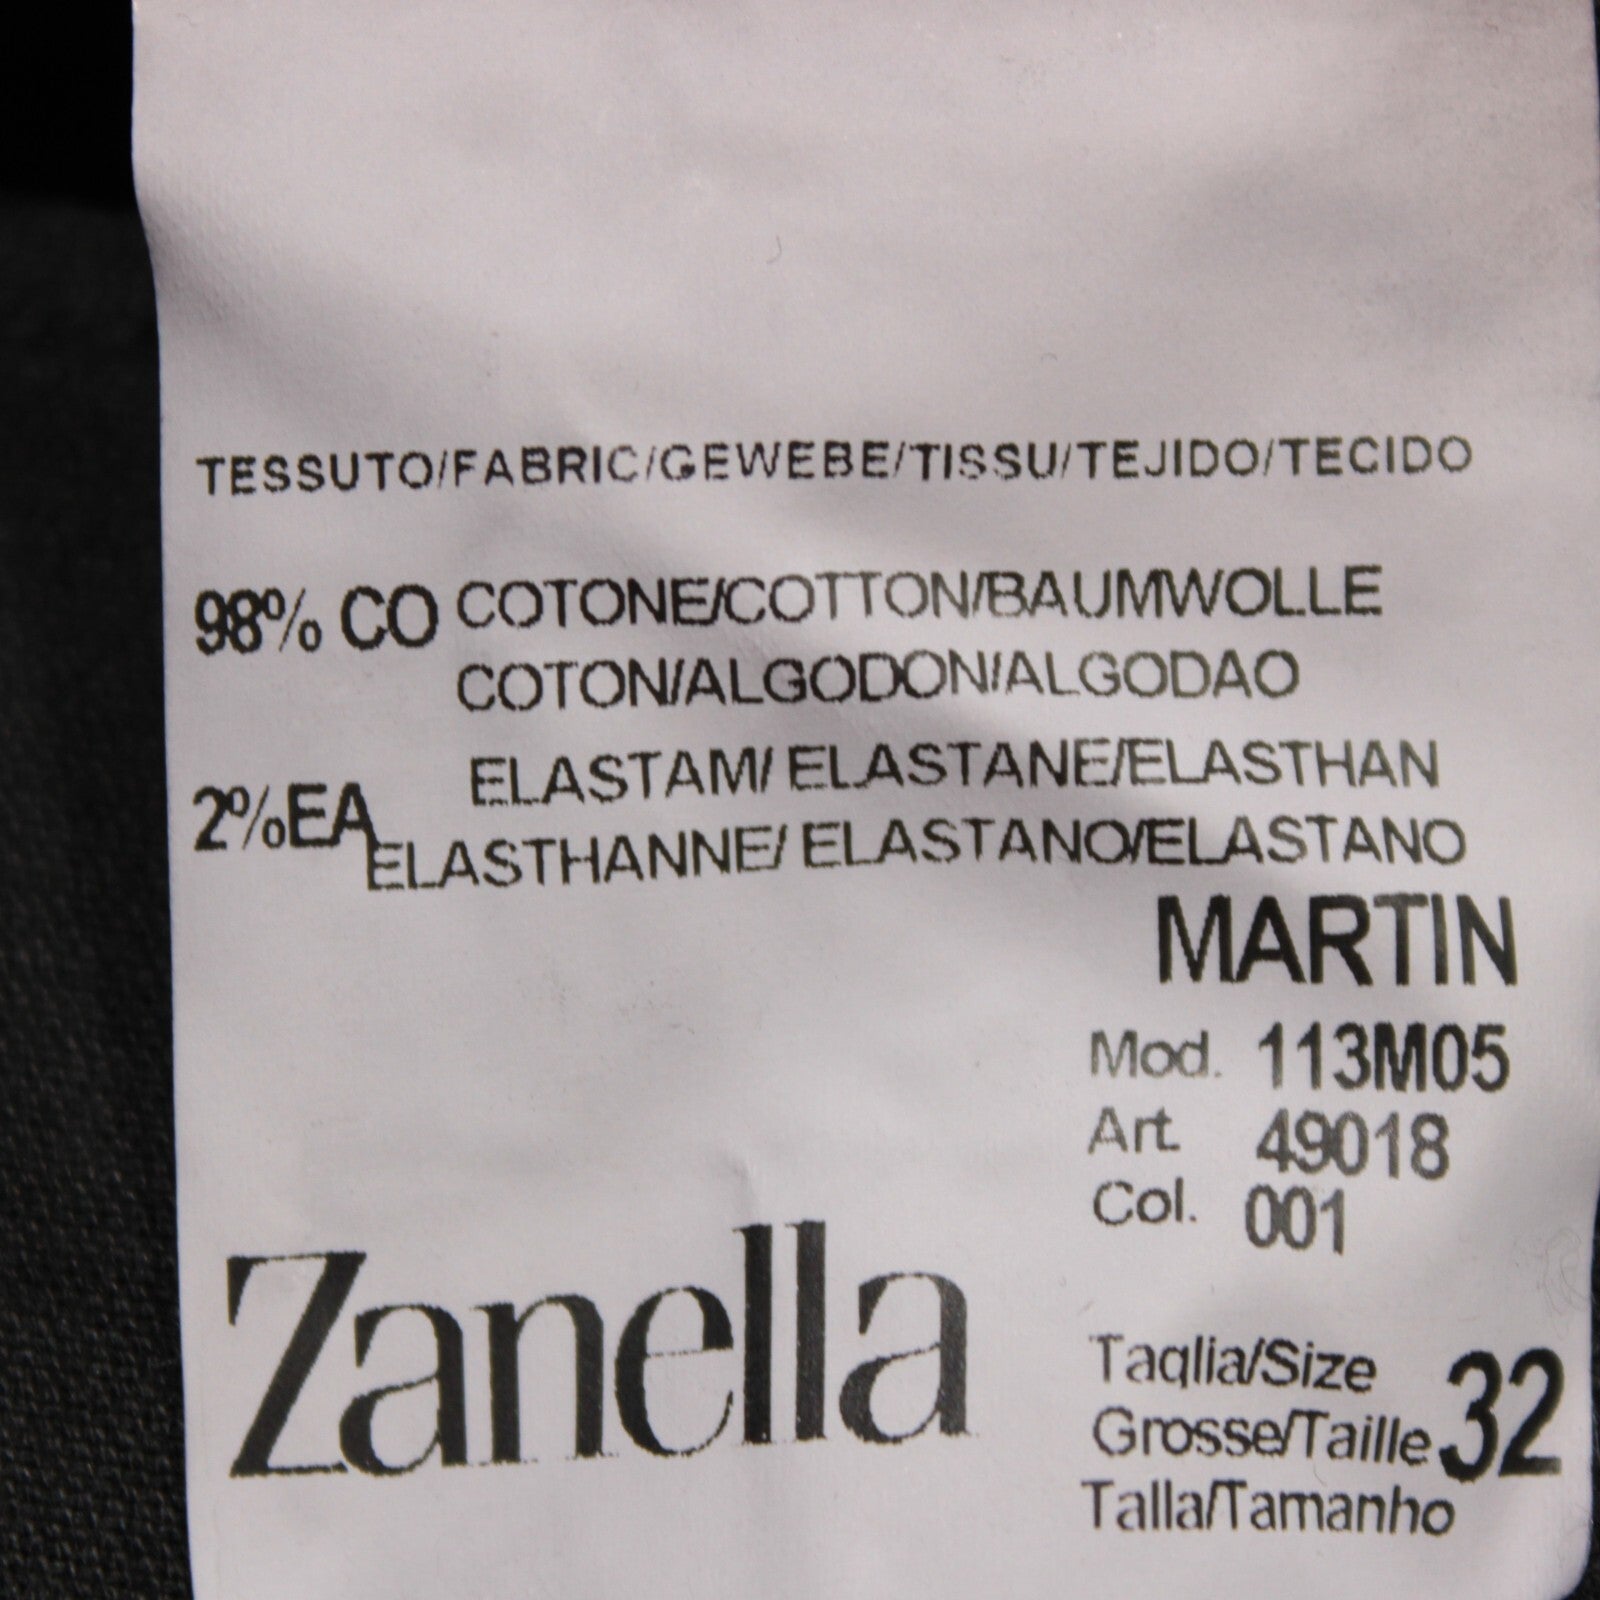 TESSUTO/FABRIC/GEWEBE/TISSU/TEJIDO/TECIDO
98% CO COTONE/COTTON/BAUMWOLLE
COTON/ALGODON/ALGODAO
2%EA ELASTAM/ ELASTANE/ELASTHAN
ELASTHANNE/ ELASTANO/ELASTANO
MARTIN
Mod. 113M05
Art. 49018
Col. 001
Zanella
Taglia/Size
Grosse/Taille 32
Talla/Tamanho